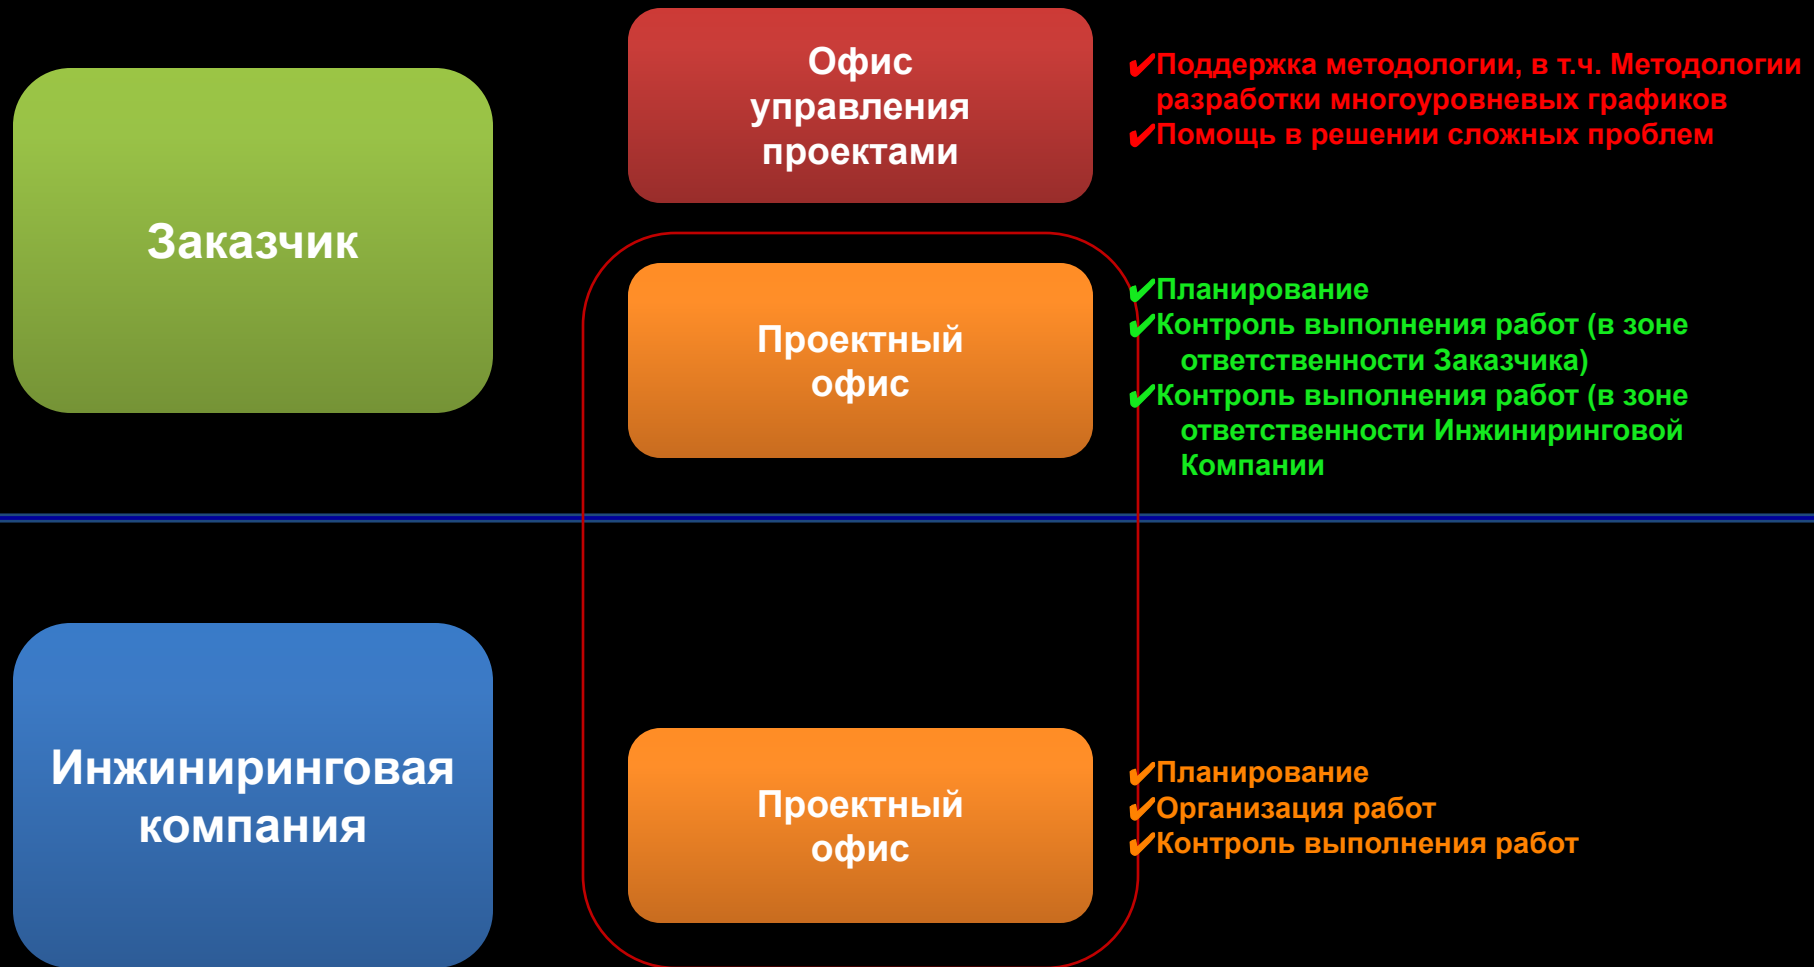 Заказчик
Офис
управления
проектами
✔Поддержка методологии, в т.ч. Методологии
разработки многоуровневых графиков
✔Помощь в решении сложных проблем
Проектный
офис
✔Планирование
✔Контроль выполнения работ (в зоне
ответственности Заказчика)
✔Контроль выполнения работ (в зоне
ответственности Инжиниринговой
Компании
Инжиниринговая
компания
Проектный
офис
✔Планирование
✔Организация работ
✔Контроль выполнения работ